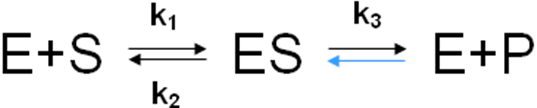 k₁ k₃
E+S ES E+P
k₂